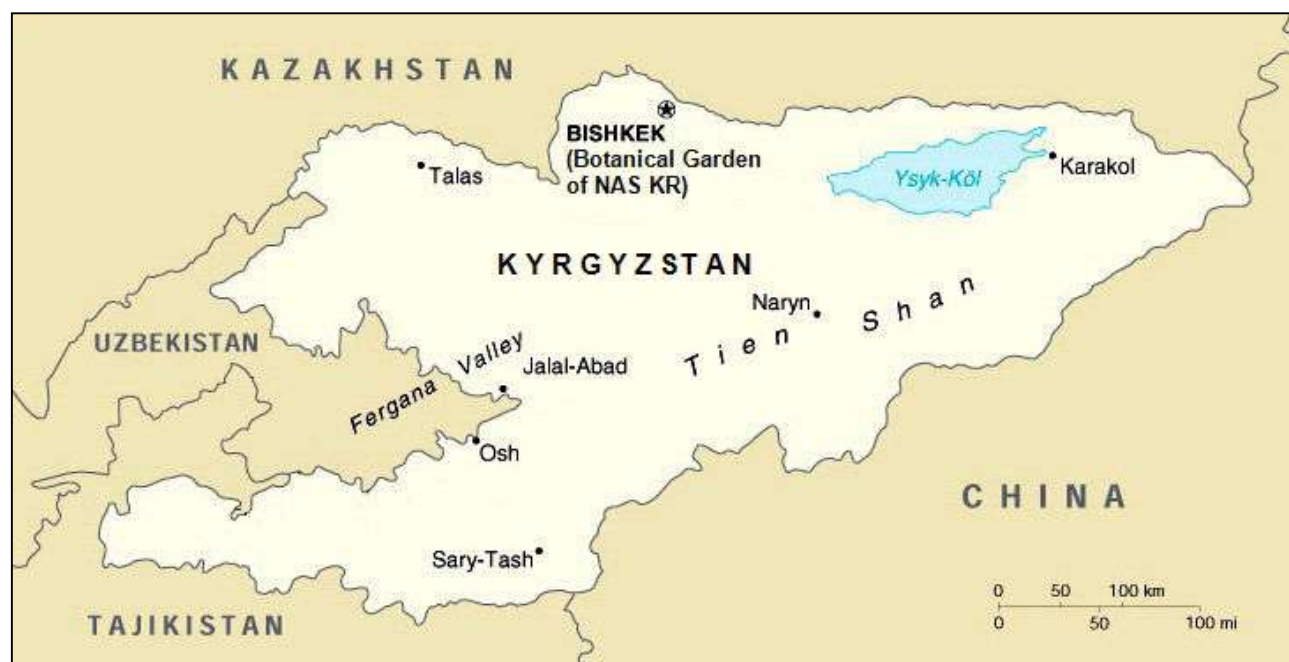 KAZAKHSTAN
BISHKEK
(Botanical Garden
of NAS KR)
Talas
Ysyk-Köl
Karakol
KYRGYZSTAN
Naryn
Tien Shan
UZBEKISTAN
Fergana Valley
Jalal-Abad
Osh
CHINA
Sary-Tash
TAJIKISTAN
0 50 100 km
0 50 100 mi